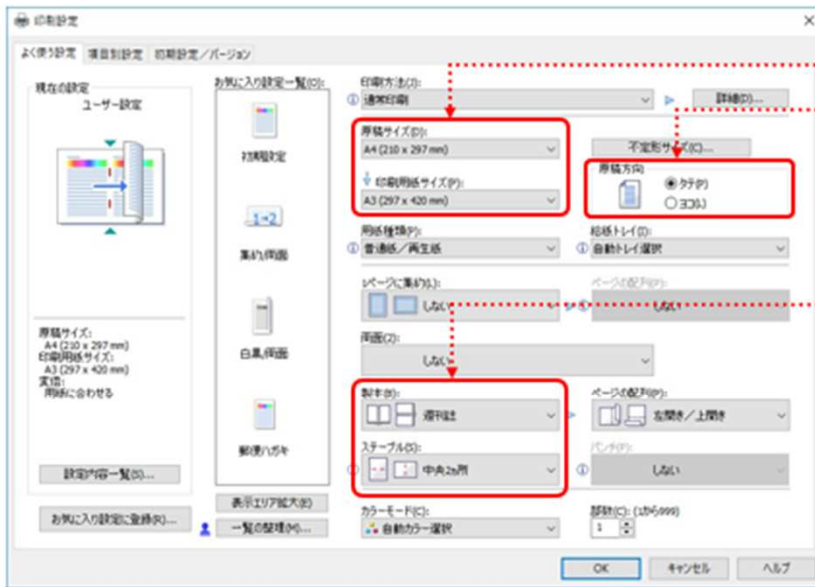 印刷設定
よく使う設定 項目別設定 初期設定／バージョン
現在の設定
ユーザー設定
原稿サイズ:
A4 (210 x 297 mm)
印刷用紙サイズ:
A3 (297 x 420 mm)
変倍:
用紙に合わせる
設定内容一覧(S)...
お気に入り設定に登録(R)...
お気に入り設定一覧(O):
初期設定
1→2
集約/両面
白黒/両面
郵便ハガキ
表示エリア拡大(E)
一覧の整理(M)...
印刷方法(J):
通常印刷
詳細(D)...
原稿サイズ(D):
A4 (210 x 297 mm)
不定形サイズ(C)...
印刷用紙サイズ(P):
A3 (297 x 420 mm)
原稿方向
タテ(P)
ヨコ(L)
用紙種類(P):
普通紙／再生紙
給紙トレイ(I):
自動トレイ選択
1ページに集約(L):
しない
ページの配列(P):
しない
両面(2):
しない
製本(B):
週刊誌
ページの配列(P):
左開き／上開き
ステープル(S):
中央2カ所
パンチ(P):
しない
カラーモード(C):
自動カラー選択
部数(C): (1から999)
1
OK キャンセル ヘルプ